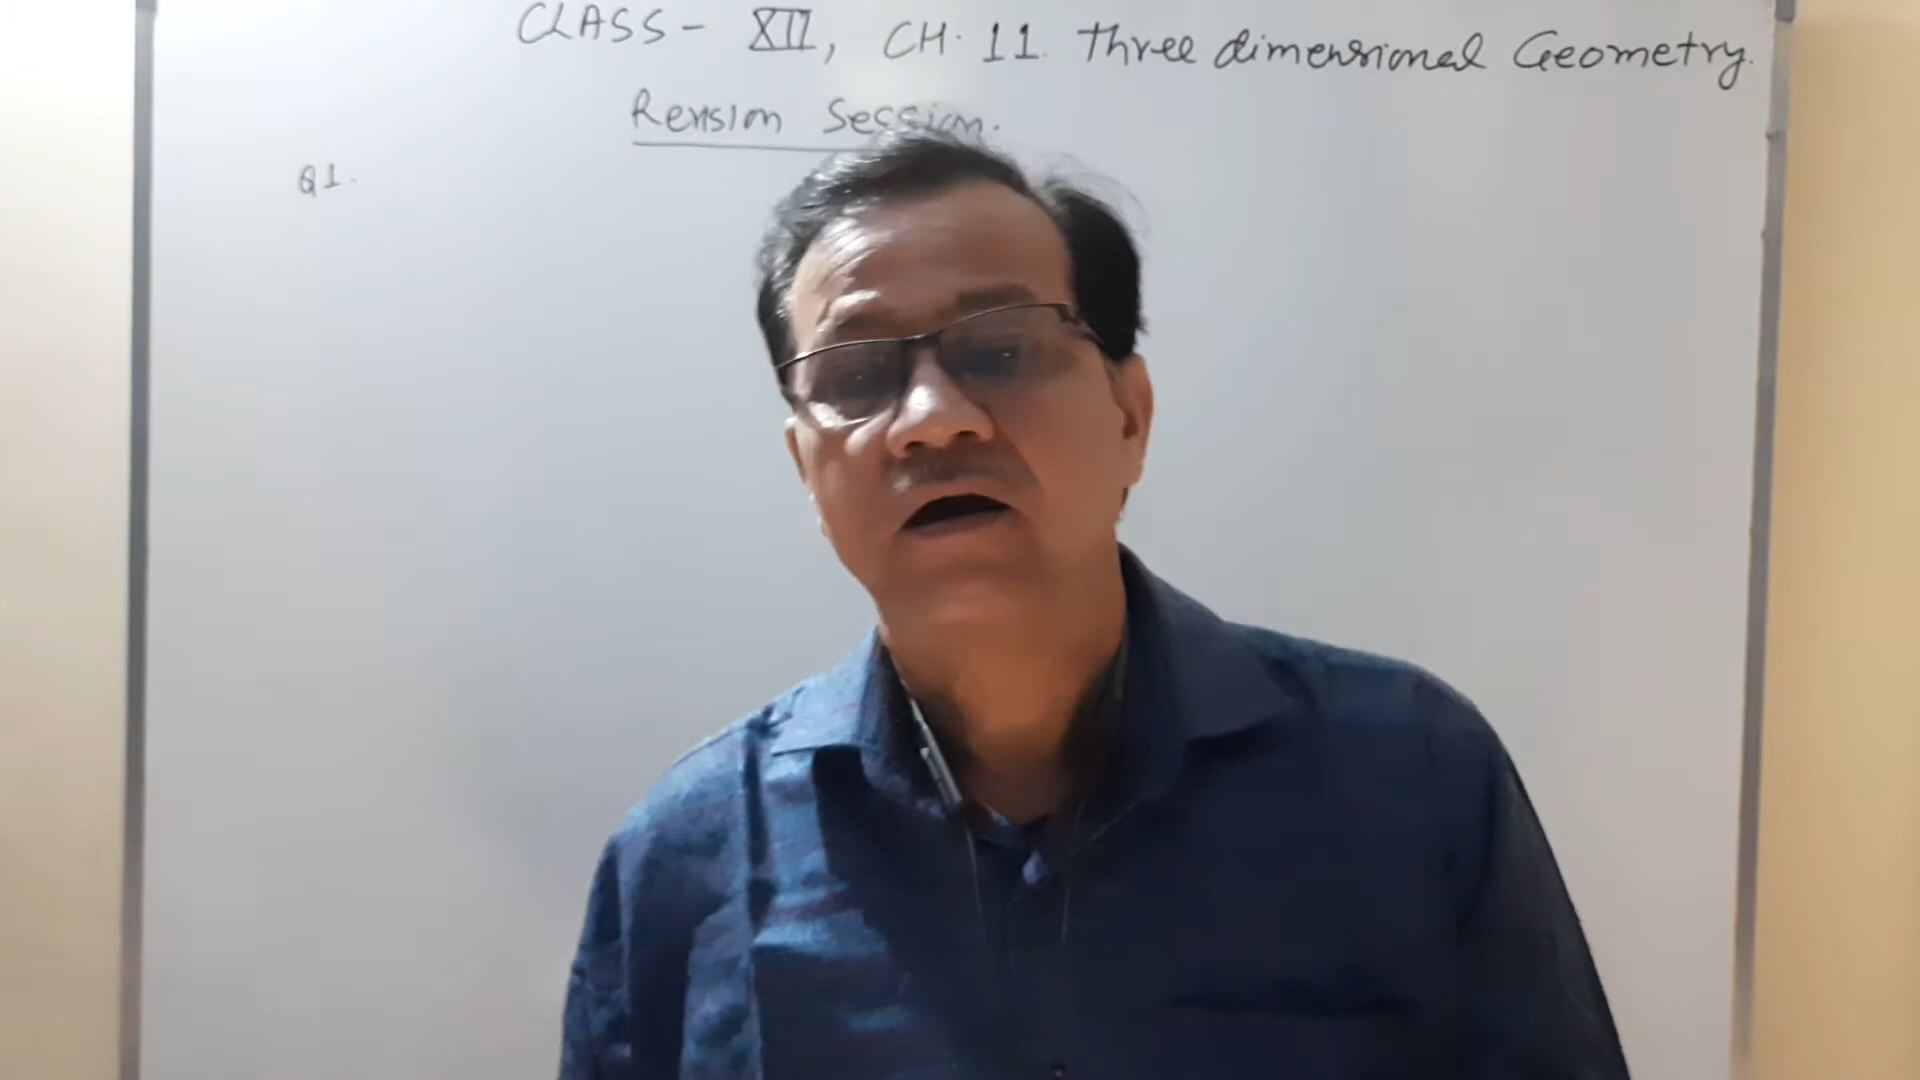 CLASS - XII, CH. 11. Three dimensional Geometry.
Revision Session.
Q1.